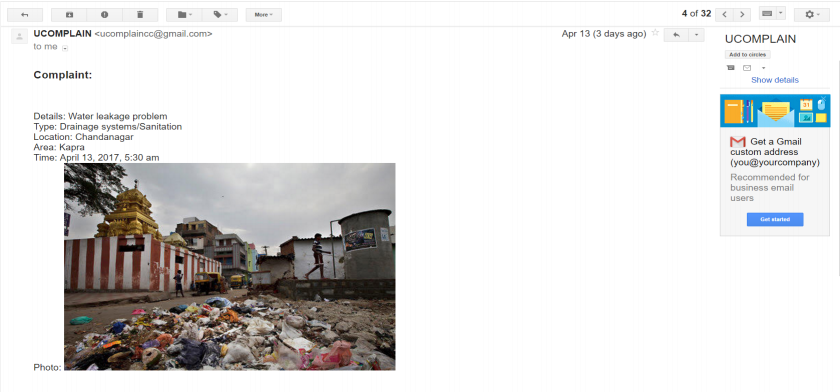 More
4 of 32
UCOMPLAIN <ucomplaincc@gmail.com>
Apr 13 (3 days ago)
to me
Complaint:
Details: Water leakage problem
Type: Drainage systems/Sanitation
Location: Chandanagar
Area: Kapra
Time: April 13, 2017, 5:30 am
Photo:
UCOMPLAIN
Add to circles
Show details
31
Get a Gmail
custom address
(you@yourcompany)
Recommended for
business email
users
Get started